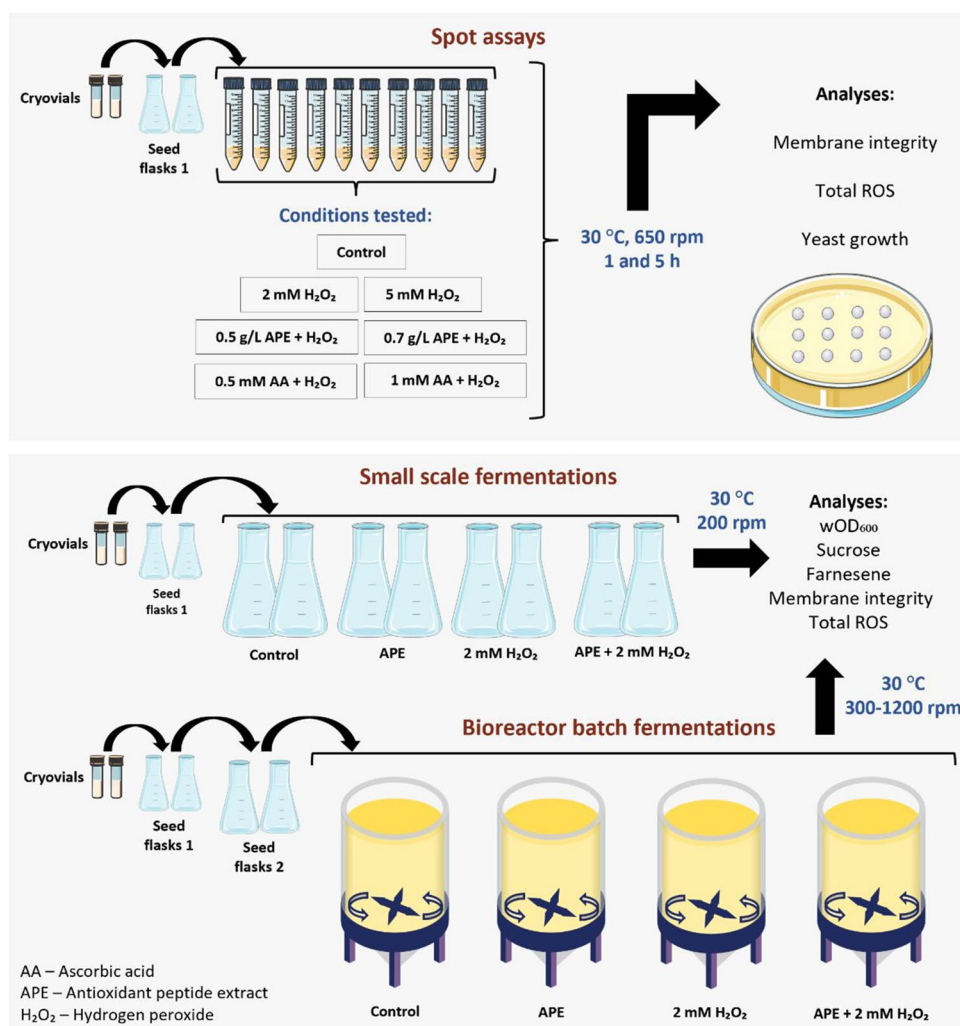 Spot assays
Cryovials
Seed
flasks 1
Conditions tested:
Control
2 mM H₂O₂
5 mM H₂O₂
0.5 g/L APE + H₂O₂
0.7 g/L APE + H₂O₂
0.5 mM AA + H₂O₂
1 mM AA + H₂O₂
30 °C, 650 rpm
1 and 5 h
Analyses:
Membrane integrity
Total ROS
Yeast growth
Small scale fermentations
Cryovials
Seed
flasks 1
Control
APE
2 mM H₂O₂
APE + 2 mM H₂O₂
30 °C
200 rpm
Analyses:
wOD₆₀₀
Sucrose
Farnesene
Membrane integrity
Total ROS
30 °C
300-1200 rpm
Bioreactor batch fermentations
Cryovials
Seed
flasks 1
Seed
flasks 2
Control
APE
2 mM H₂O₂
APE + 2 mM H₂O₂
AA – Ascorbic acid
APE – Antioxidant peptide extract
H₂O₂ – Hydrogen peroxide